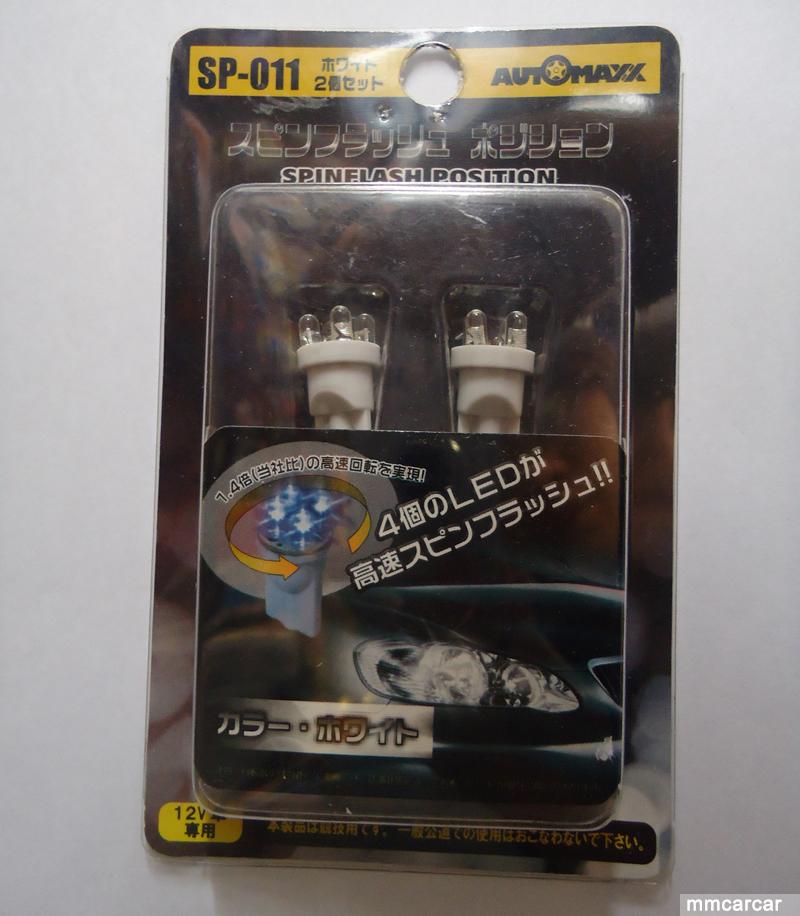 SP-011
ホワイト
2個セット
AUTOMAXX
スピンフラッシュ ポジション
SPINFLASH POSITION
1.4倍(当社比)の高速回転を実現!
4個のLEDが
高速スピンフラッシュ!!
カラー・ホワイト
12V車
専用
本製品は競技用です。一般公道での使用はおこなわないで下さい。
mmcarcar